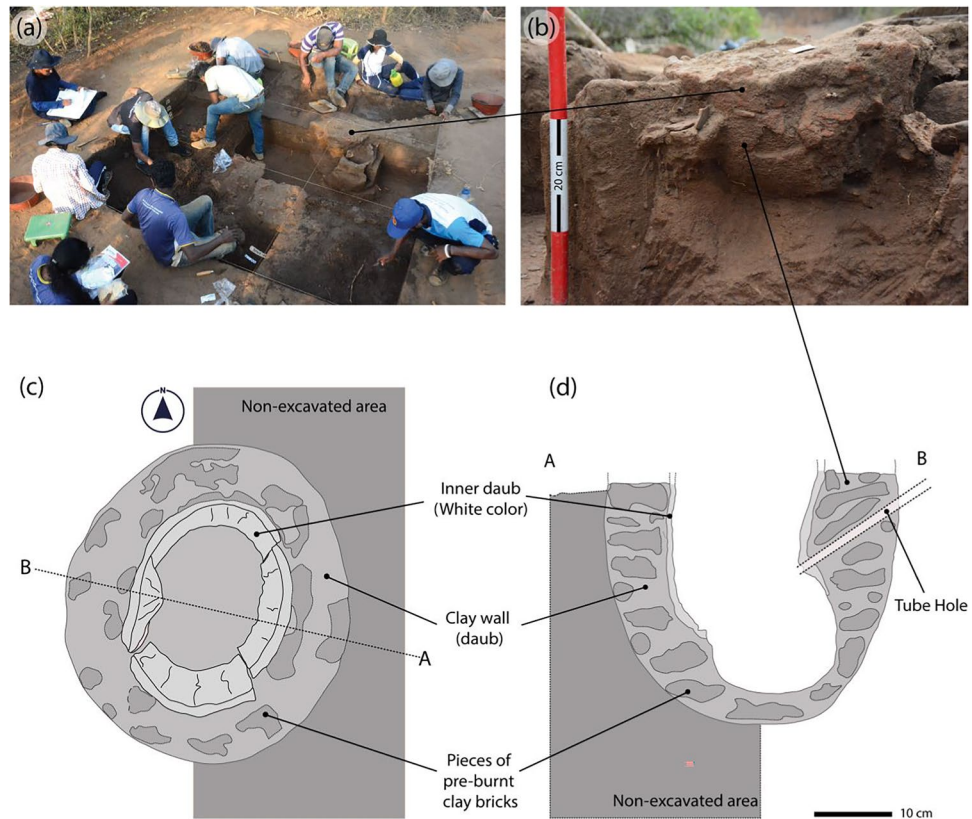 (a)
(b)
20 cm
(c)
N
Non-excavated area
(d)
A
B
Inner daub
(White color)
B
Clay wall
(daub)
A
Tube Hole
Pieces of
pre-burnt
clay bricks
Non-excavated area
10 cm